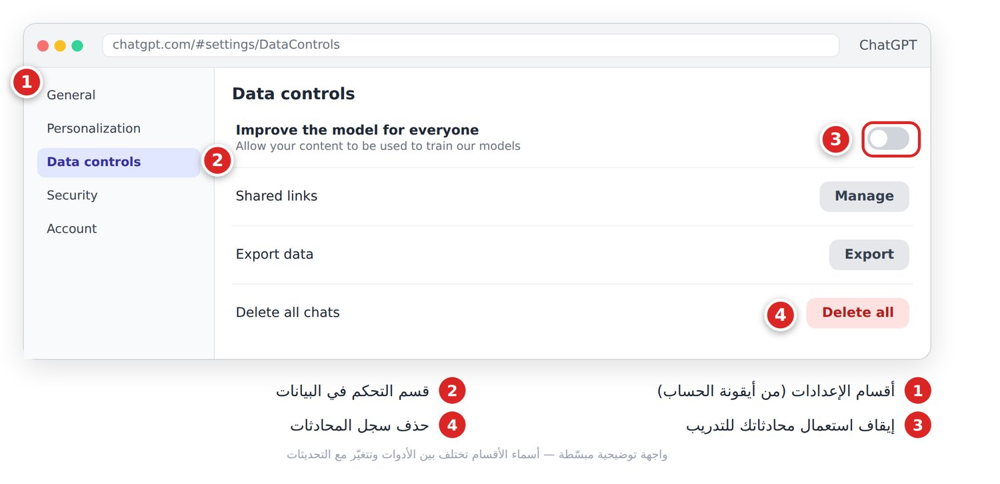 chatgpt.com/#settings/DataControls
ChatGPT
1
General
Personalization
Data controls
2
Security
Account
Data controls
Improve the model for everyone
Allow your content to be used to train our models
3
Shared links
Manage
Export data
Export
Delete all chats
4
Delete all
1 أقسام الإعدادات (من أيقونة الحساب)
2 قسم التحكم في البيانات
3 إيقاف استعمال محادثاتك للتدريب
4 حذف سجل المحادثات
واجهة توضيحية مبسّطة — أسماء الأقسام تختلف بين الأدوات وتتغيّر مع التحديثات